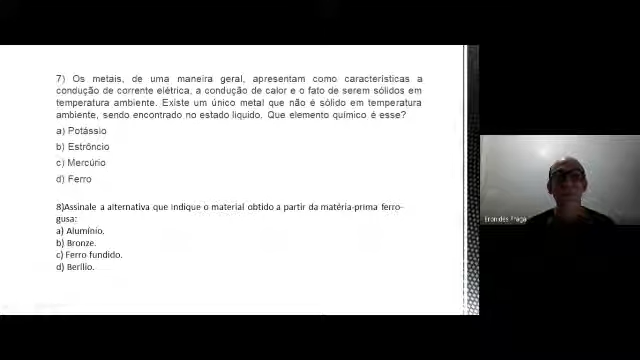 7) Os metais, de uma maneira geral, apresentam como características a
condução de corrente elétrica, a condução de calor e o fato de serem sólidos em
temperatura ambiente. Existe um único metal que não é sólido em temperatura
ambiente, sendo encontrado no estado líquido. Que elemento químico é esse?
a) Potássio
b) Estrôncio
c) Mercúrio
d) Ferro
8)Assinale a alternativa que indique o material obtido a partir da matéria-prima ferro-
gusa:
a) Alumínio.
b) Bronze.
c) Ferro fundido.
d) Berílio.
Eronides Braga